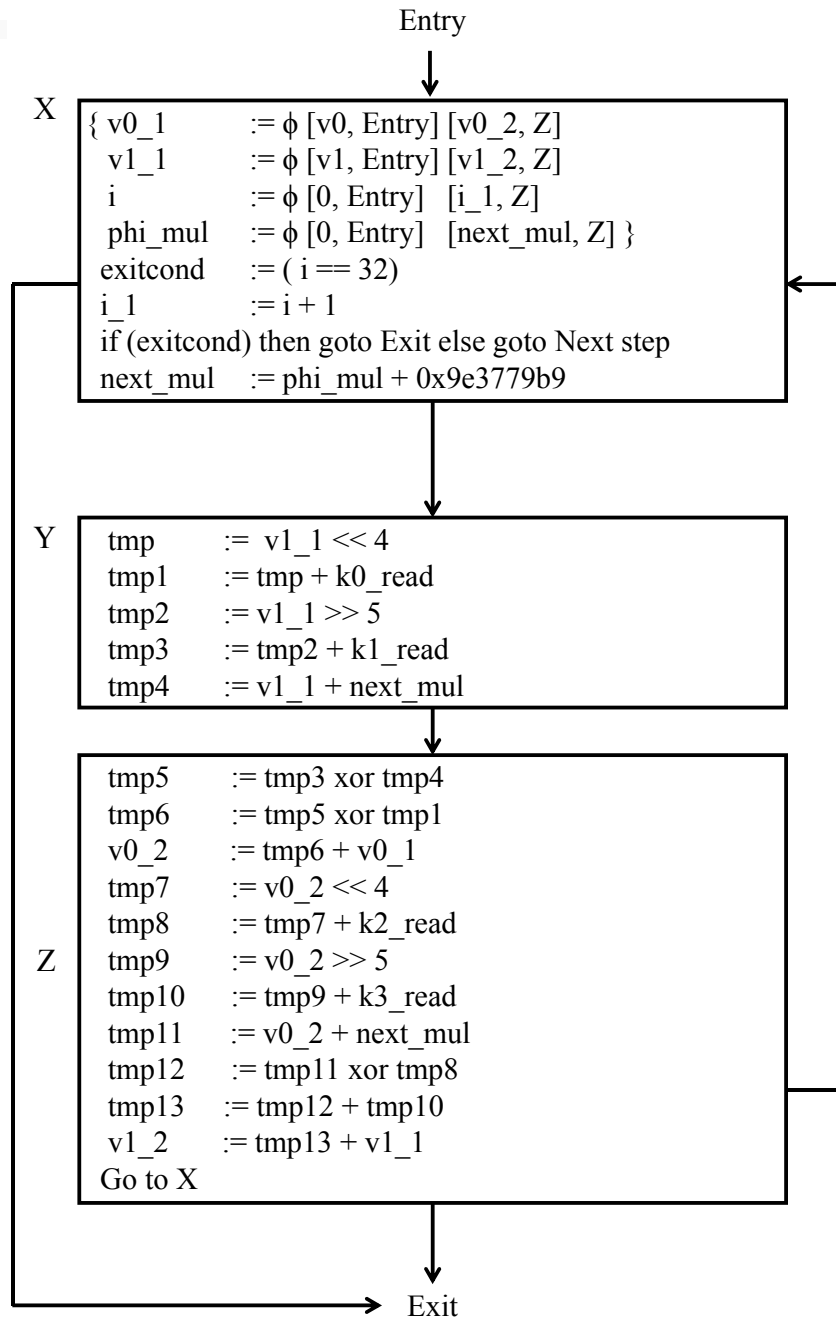 Entry
X
{ v0_1 := ϕ [v0, Entry] [v0_2, Z]
v1_1 := ϕ [v1, Entry] [v1_2, Z]
i := ϕ [0, Entry] [i_1, Z]
phi_mul := ϕ [0, Entry] [next_mul, Z] }
exitcond := ( i == 32)
i_1 := i + 1
if (exitcond) then goto Exit else goto Next step
next_mul := phi_mul + 0x9e3779b9
Y
tmp := v1_1 << 4
tmp1 := tmp + k0_read
tmp2 := v1_1 >> 5
tmp3 := tmp2 + k1_read
tmp4 := v1_1 + next_mul
Z
tmp5 := tmp3 xor tmp4
tmp6 := tmp5 xor tmp1
v0_2 := tmp6 + v0_1
tmp7 := v0_2 << 4
tmp8 := tmp7 + k2_read
tmp9 := v0_2 >> 5
tmp10 := tmp9 + k3_read
tmp11 := v0_2 + next_mul
tmp12 := tmp11 xor tmp8
tmp13 := tmp12 + tmp10
v1_2 := tmp13 + v1_1
Go to X
Exit